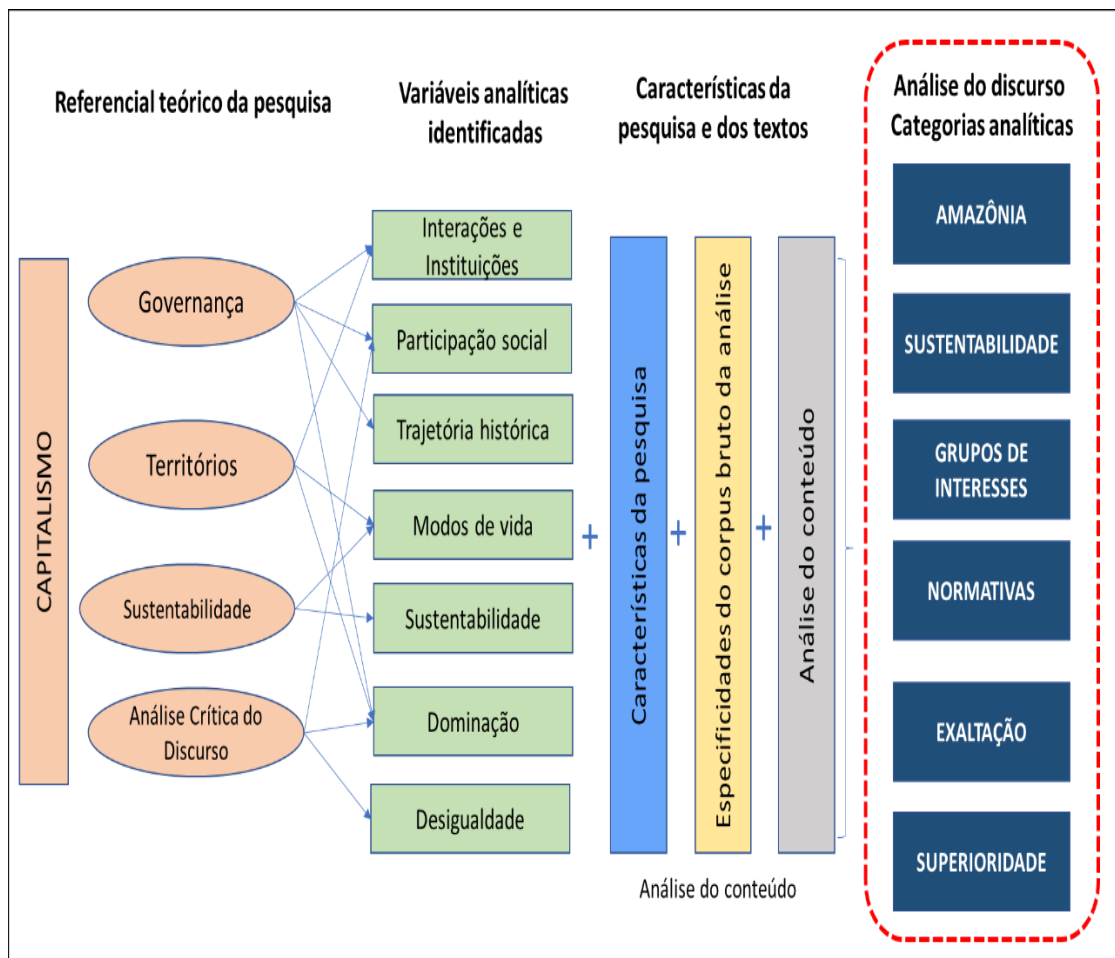 Referencial teórico da pesquisa
Variáveis analíticas
identificadas
Características da
pesquisa e dos textos
Análise do discurso
Categorias analíticas
CAPITALISMO
Governança
Territórios
Sustentabilidade
Análise Crítica do
Discurso
Interações e
Instituições
Participação social
Trajetória histórica
Modos de vida
Sustentabilidade
Dominação
Desigualdade
+
Características da pesquisa
+
Especificidades do corpus bruto da análise
+
Análise do conteúdo
Análise do conteúdo
AMAZÔNIA
SUSTENTABILIDADE
GRUPOS DE
INTERESSES
NORMATIVAS
EXALTAÇÃO
SUPERIORIDADE